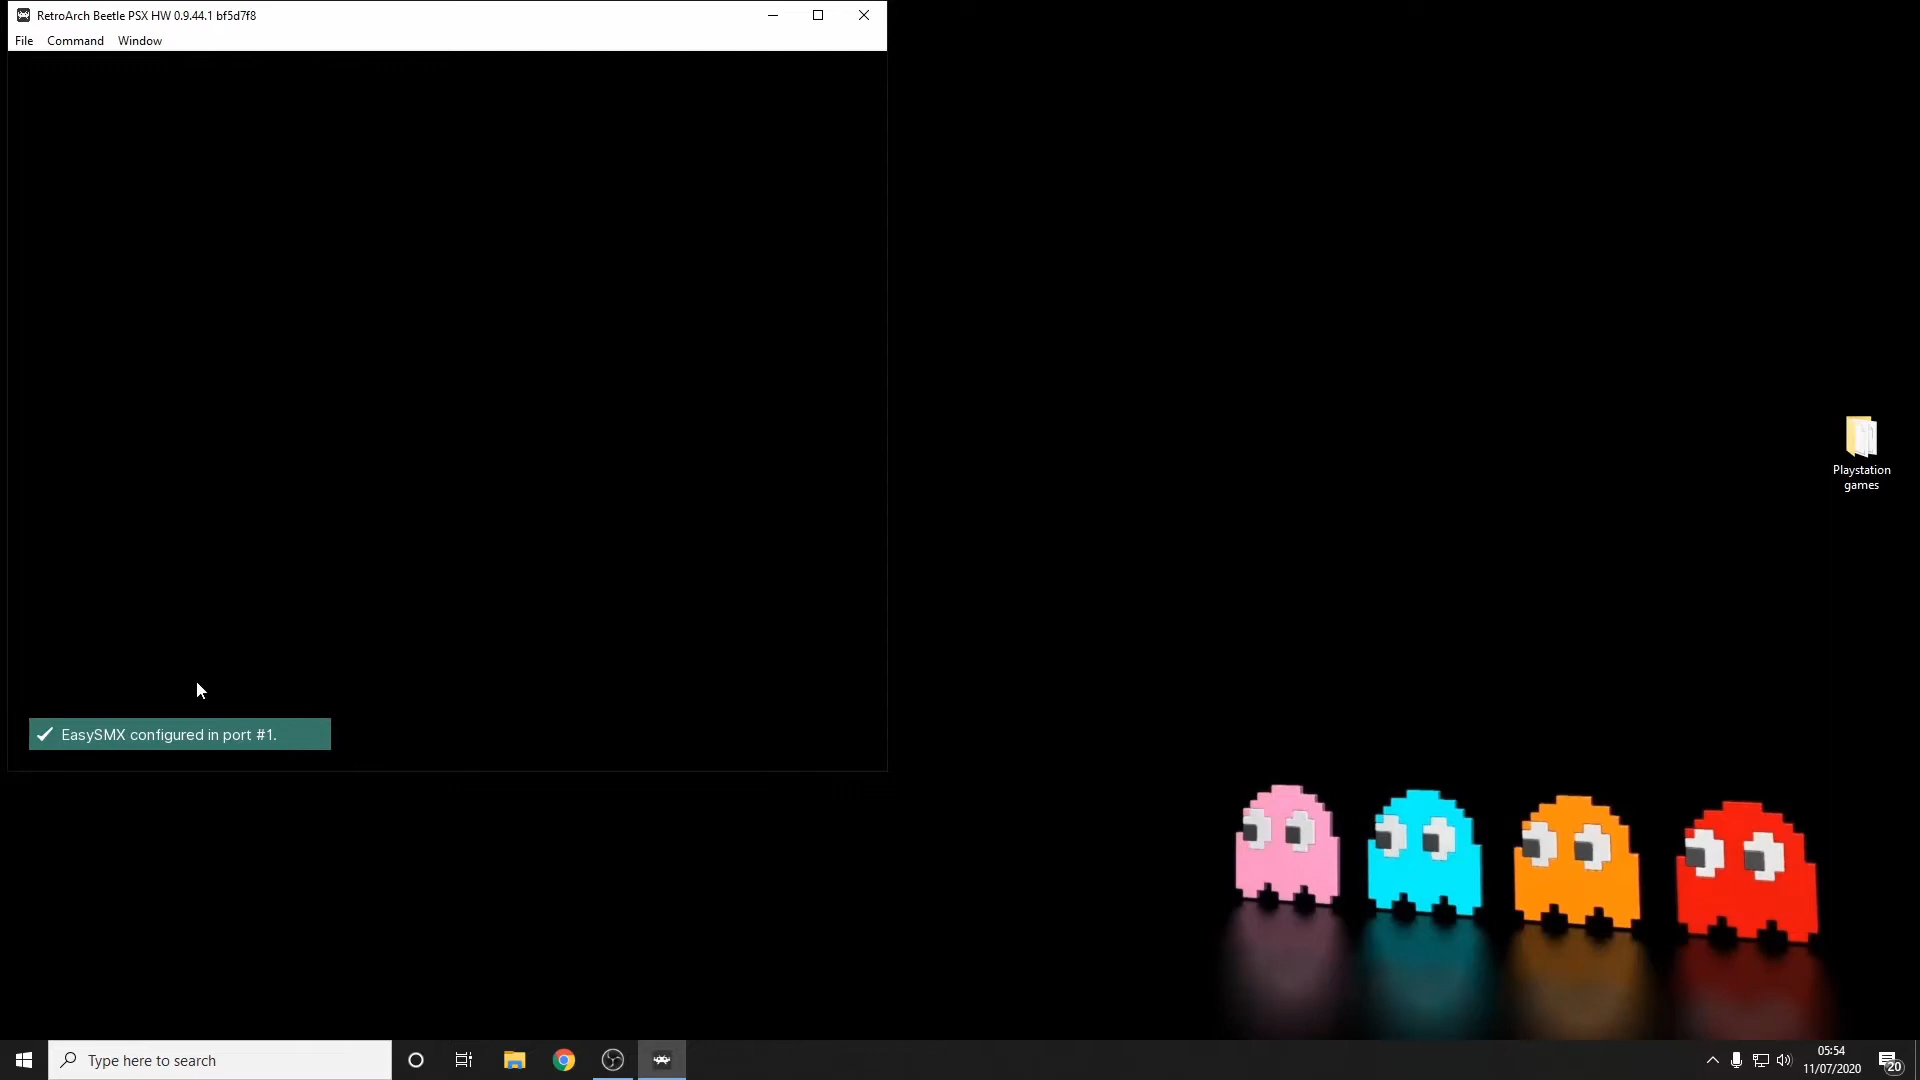 RetroArch Beetle PSX HW 0.9.44.1 bf5d7f8
File Command Window
Playstation
games
EasySMX configured in port #1.
Type here to search
05:54
11/07/2020
20